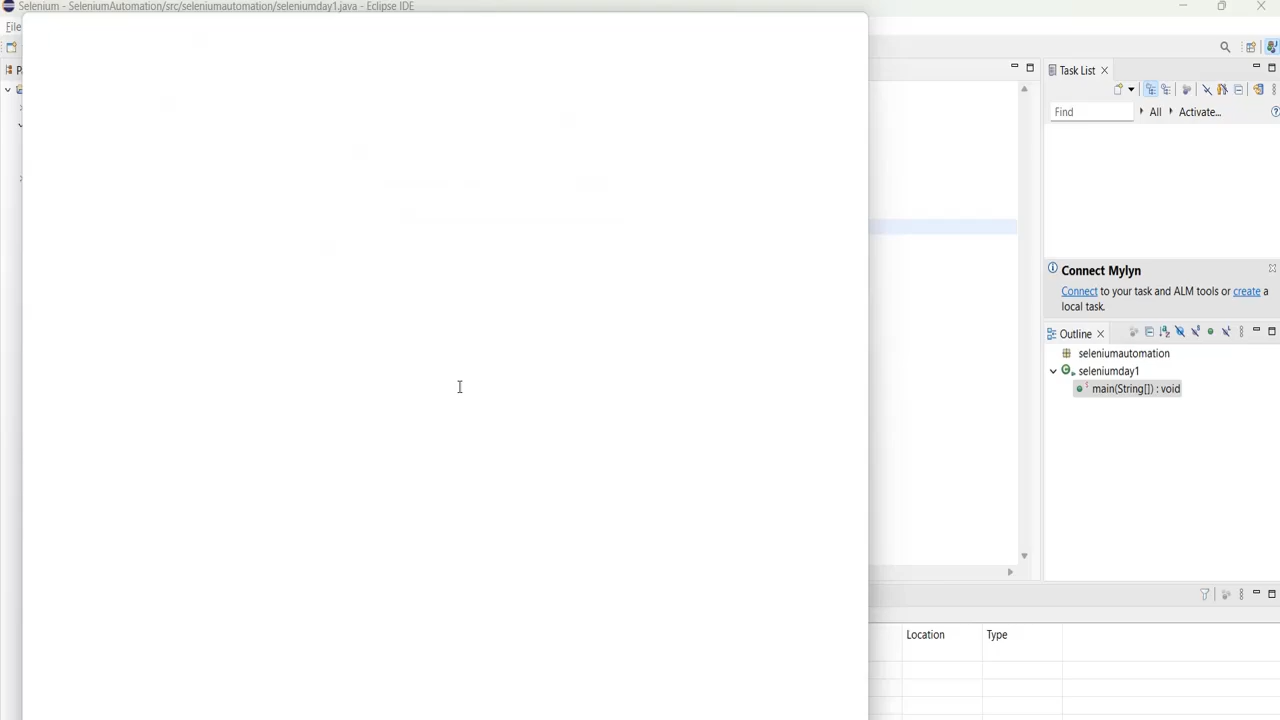 Selenium - SeleniumAutomation/src/seleniumautomation/seleniumday1.java - Eclipse IDE
File
P
Task List
Find
All
Activate...
Connect Mylyn
Connect to your task and ALM tools or create a
local task.
Outline
seleniumautomation
seleniumday1
main(String[]) : void
Location
Type